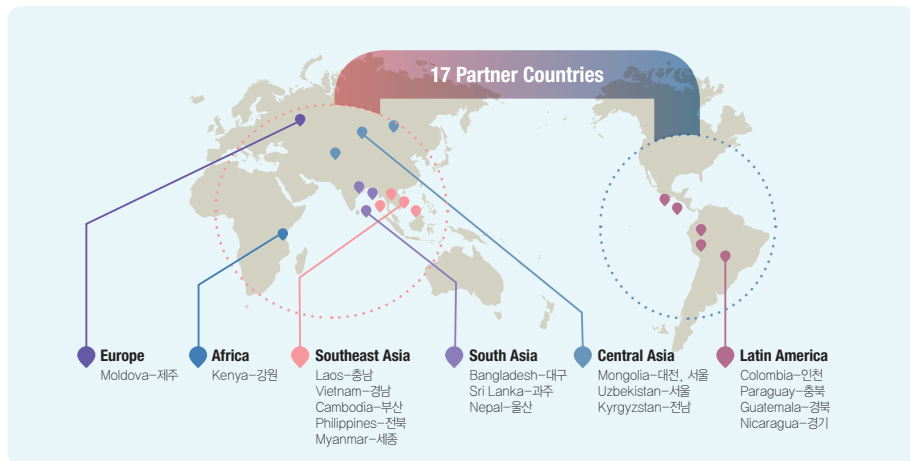 17 Partner Countries
Europe
Moldova–제주
Africa
Kenya–강원
Southeast Asia
Laos–충남
Vietnam–경남
Cambodia–부산
Philippines–전북
Myanmar–세종
South Asia
Bangladesh–대구
Sri Lanka–과주
Nepal–울산
Central Asia
Mongolia–대전, 서울
Uzbekistan–서울
Kyrgyzstan–전남
Latin America
Colombia–인천
Paraguay–충북
Guatemala–경북
Nicaragua–경기